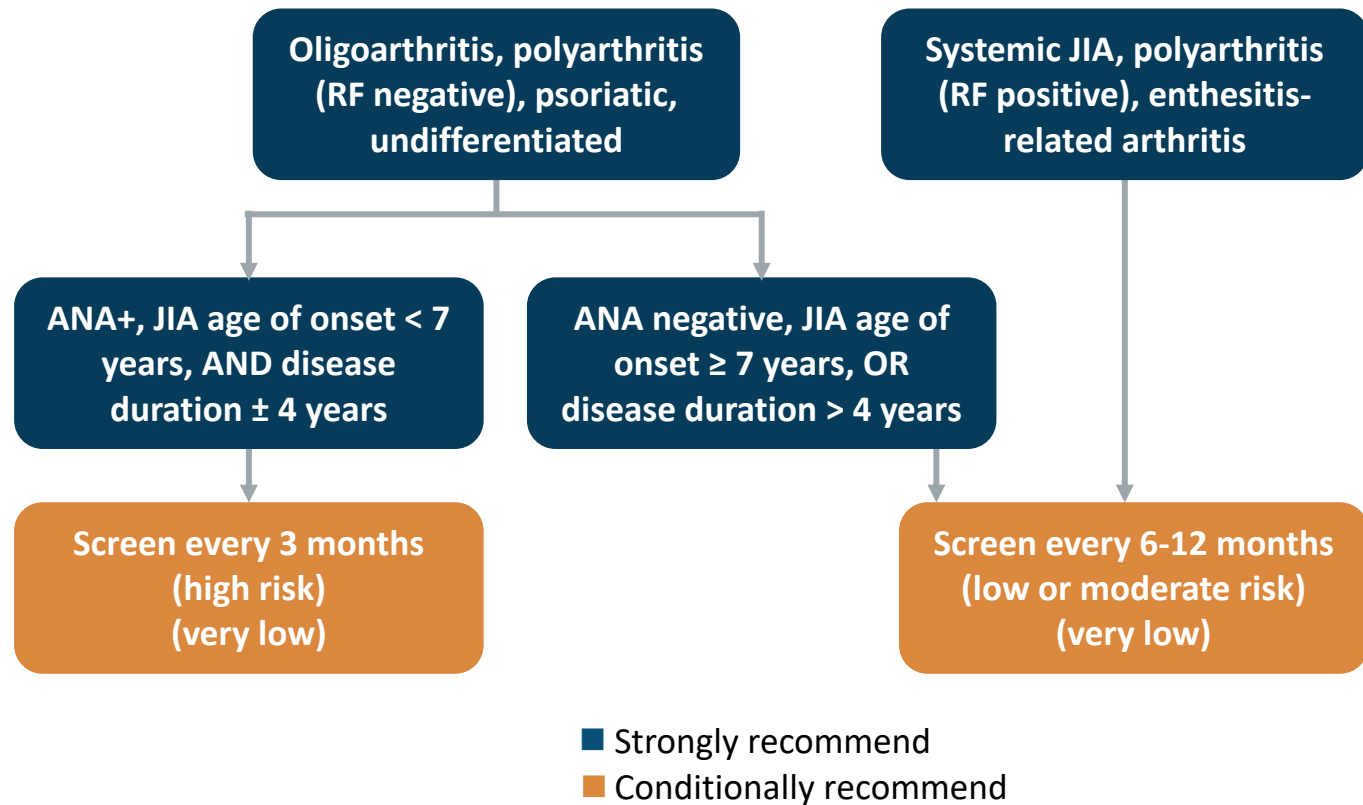 Oligoarthritis, polyarthritis
(RF negative), psoriatic,
undifferentiated
Systemic JIA, polyarthritis
(RF positive), enthesitis-
related arthritis
ANA+, JIA age of onset < 7
years, AND disease
duration ± 4 years
ANA negative, JIA age of
onset ≥ 7 years, OR
disease duration > 4 years
Screen every 3 months
(high risk)
(very low)
Screen every 6-12 months
(low or moderate risk)
(very low)
Strongly recommend
Conditionally recommend